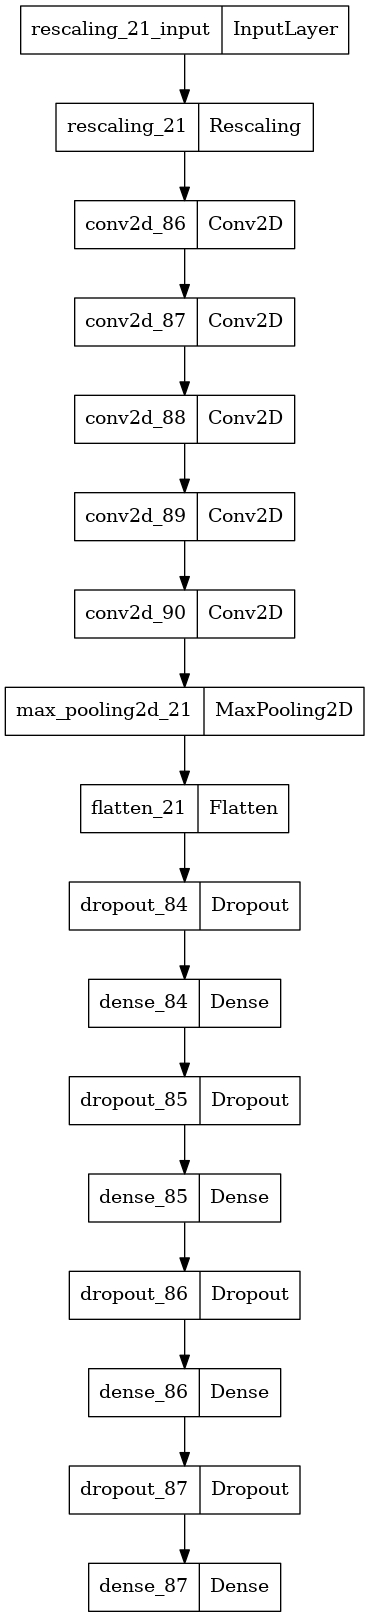 rescaling_21_input InputLayer
rescaling_21 Rescaling
conv2d_86 Conv2D
conv2d_87 Conv2D
conv2d_88 Conv2D
conv2d_89 Conv2D
conv2d_90 Conv2D
max_pooling2d_21 MaxPooling2D
flatten_21 Flatten
dropout_84 Dropout
dense_84 Dense
dropout_85 Dropout
dense_85 Dense
dropout_86 Dropout
dense_86 Dense
dropout_87 Dropout
dense_87 Dense